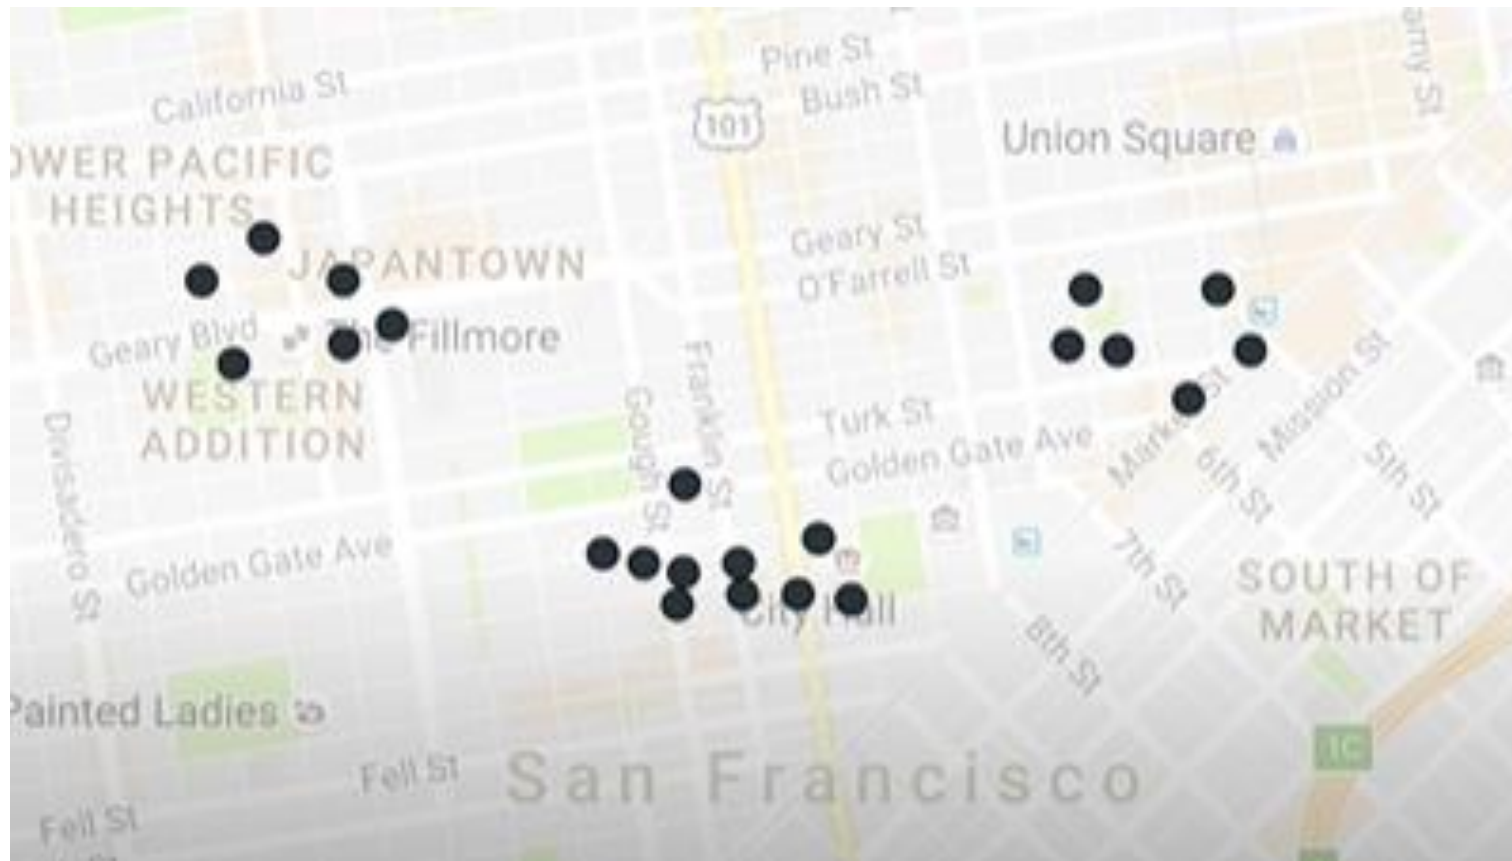 Pine St
California St
Bush St
101
Union Square
OWER PACIFIC
HEIGHTS
JAPANTOWN
Geary St
O'Farrell St
Geary Blvd
The Fillmore
WESTERN
ADDITION
Divisadero St
Gough St
Franklin St
Turk St
Golden Gate Ave
Market St
Mission St
6th St
5th St
7th St
8th St
Golden Gate Ave
City Hall
SOUTH OF
MARKET
Painted Ladies
San Francisco
Fell St
Fell St